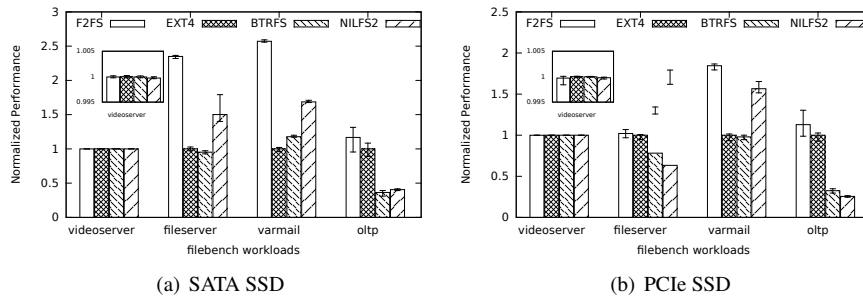 F2FS EXT4 BTRFS NILFS2
3
2.5
2
1.5
1
0.5
0
Normalized Performance
1.005
1
0.995
videoserver
videoserver fileserver varmail oltp
filebench workloads
(a) SATA SSD
F2FS EXT4 BTRFS NILFS2
2.5
2
1.5
1
0.5
0
Normalized Performance
1.005
1
0.995
videoserver
videoserver fileserver varmail oltp
filebench workloads
(b) PCIe SSD